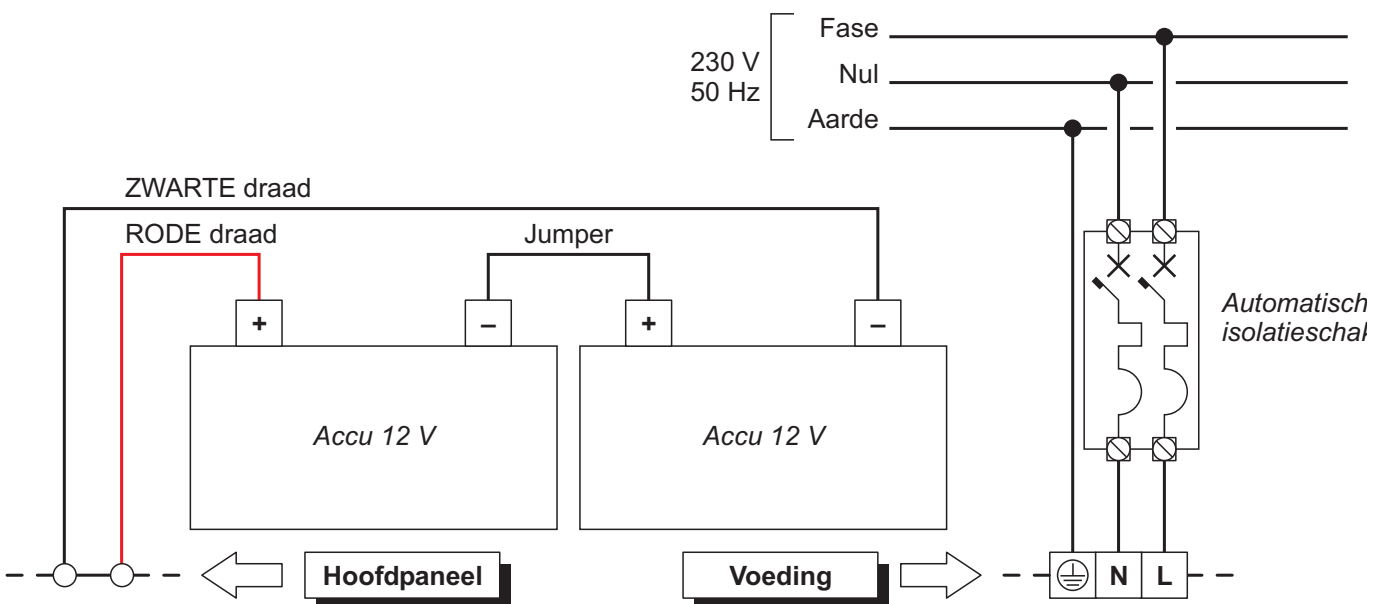 Fase
230 V
50 Hz
Nul
Aarde
ZWARTE draad
RODE draad
Jumper
+
–
+
–
Automatisch
Accu 12 V
Accu 12 V
Hoofdpaneel
Voeding
N
L